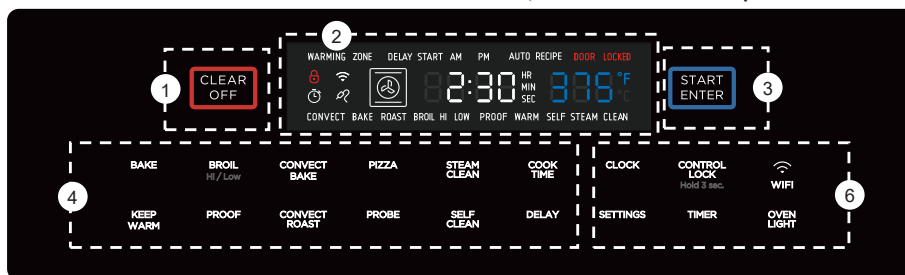 1
CLEAR
OFF
2
WARMING ZONE DELAY START AM PM AUTO RECIPE DOOR LOCKED
2:30 HR
MIN
SEC
375 °F
°C
CONVECT BAKE ROAST BROIL HI LOW PROOF WARM SELF STEAM CLEAN
START
ENTER
3
4
BAKE
BROIL
HI / Low
CONVECT
BAKE
PIZZA
STEAM
CLEAN
COOK
TIME
KEEP
WARM
PROOF
CONVECT
ROAST
PROBE
SELF
CLEAN
DELAY
CLOCK
CONTROL
LOCK
Hold 3 sec.
WIFI
6
SETTINGS
TIMER
OVEN
LIGHT